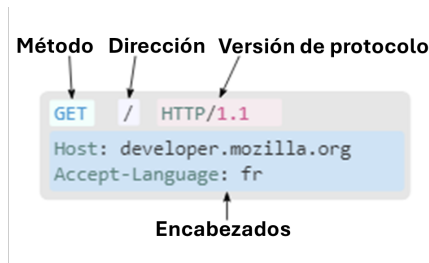 Método Dirección Versión de protocolo
GET / HTTP/1.1
Host: developer.mozilla.org
Accept-Language: fr
Encabezados